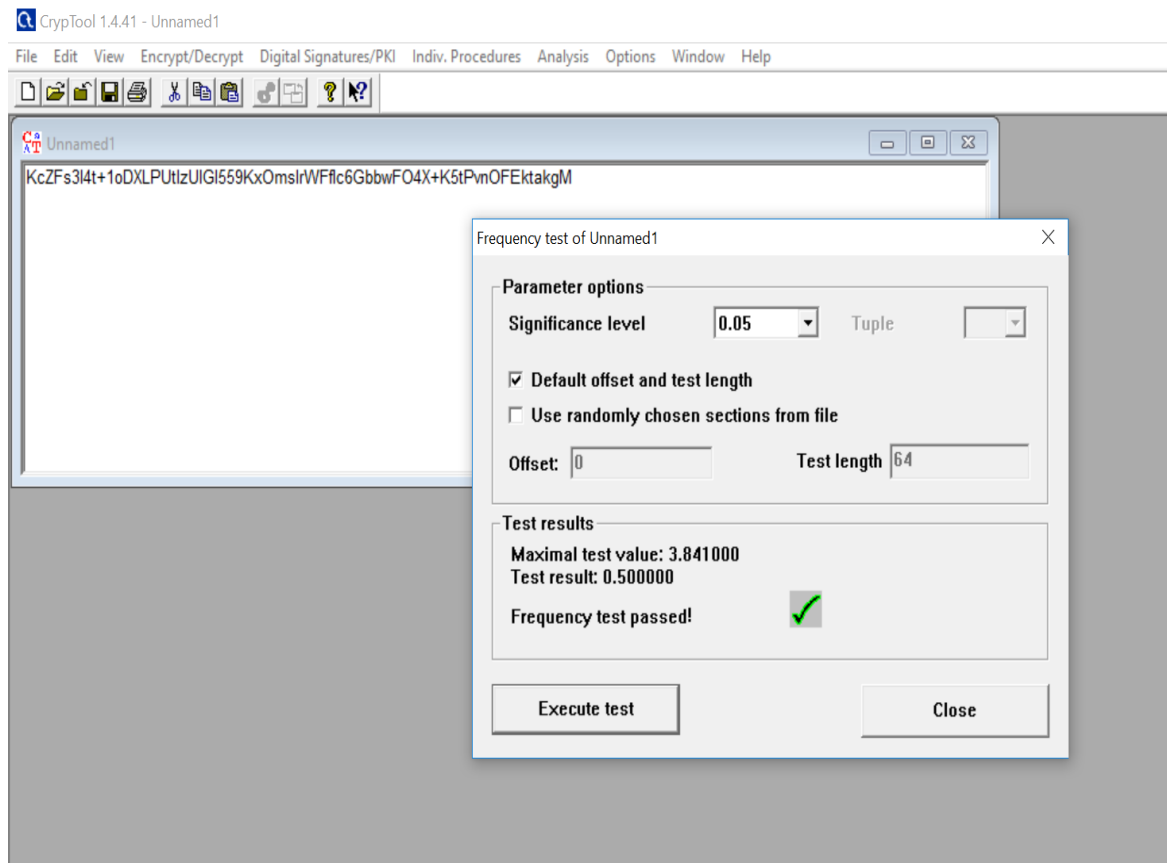 CrypTool 1.4.41 - Unnamed1
File Edit View Encrypt/Decrypt Digital Signatures/PKI Indiv. Procedures Analysis Options Window Help
Unnamed1
KcZFs3l4t+1oDXLPUtlzUlGl559KxOmslrWFflc6GbbwFO4X+K5tPvnOFEktakgM
Frequency test of Unnamed1
Parameter options
Significance level 0.05 Tuple
Default offset and test length
Use randomly chosen sections from file
Offset: 0 Test length 64
Test results
Maximal test value: 3.841000
Test result: 0.500000
Frequency test passed!
Execute test Close